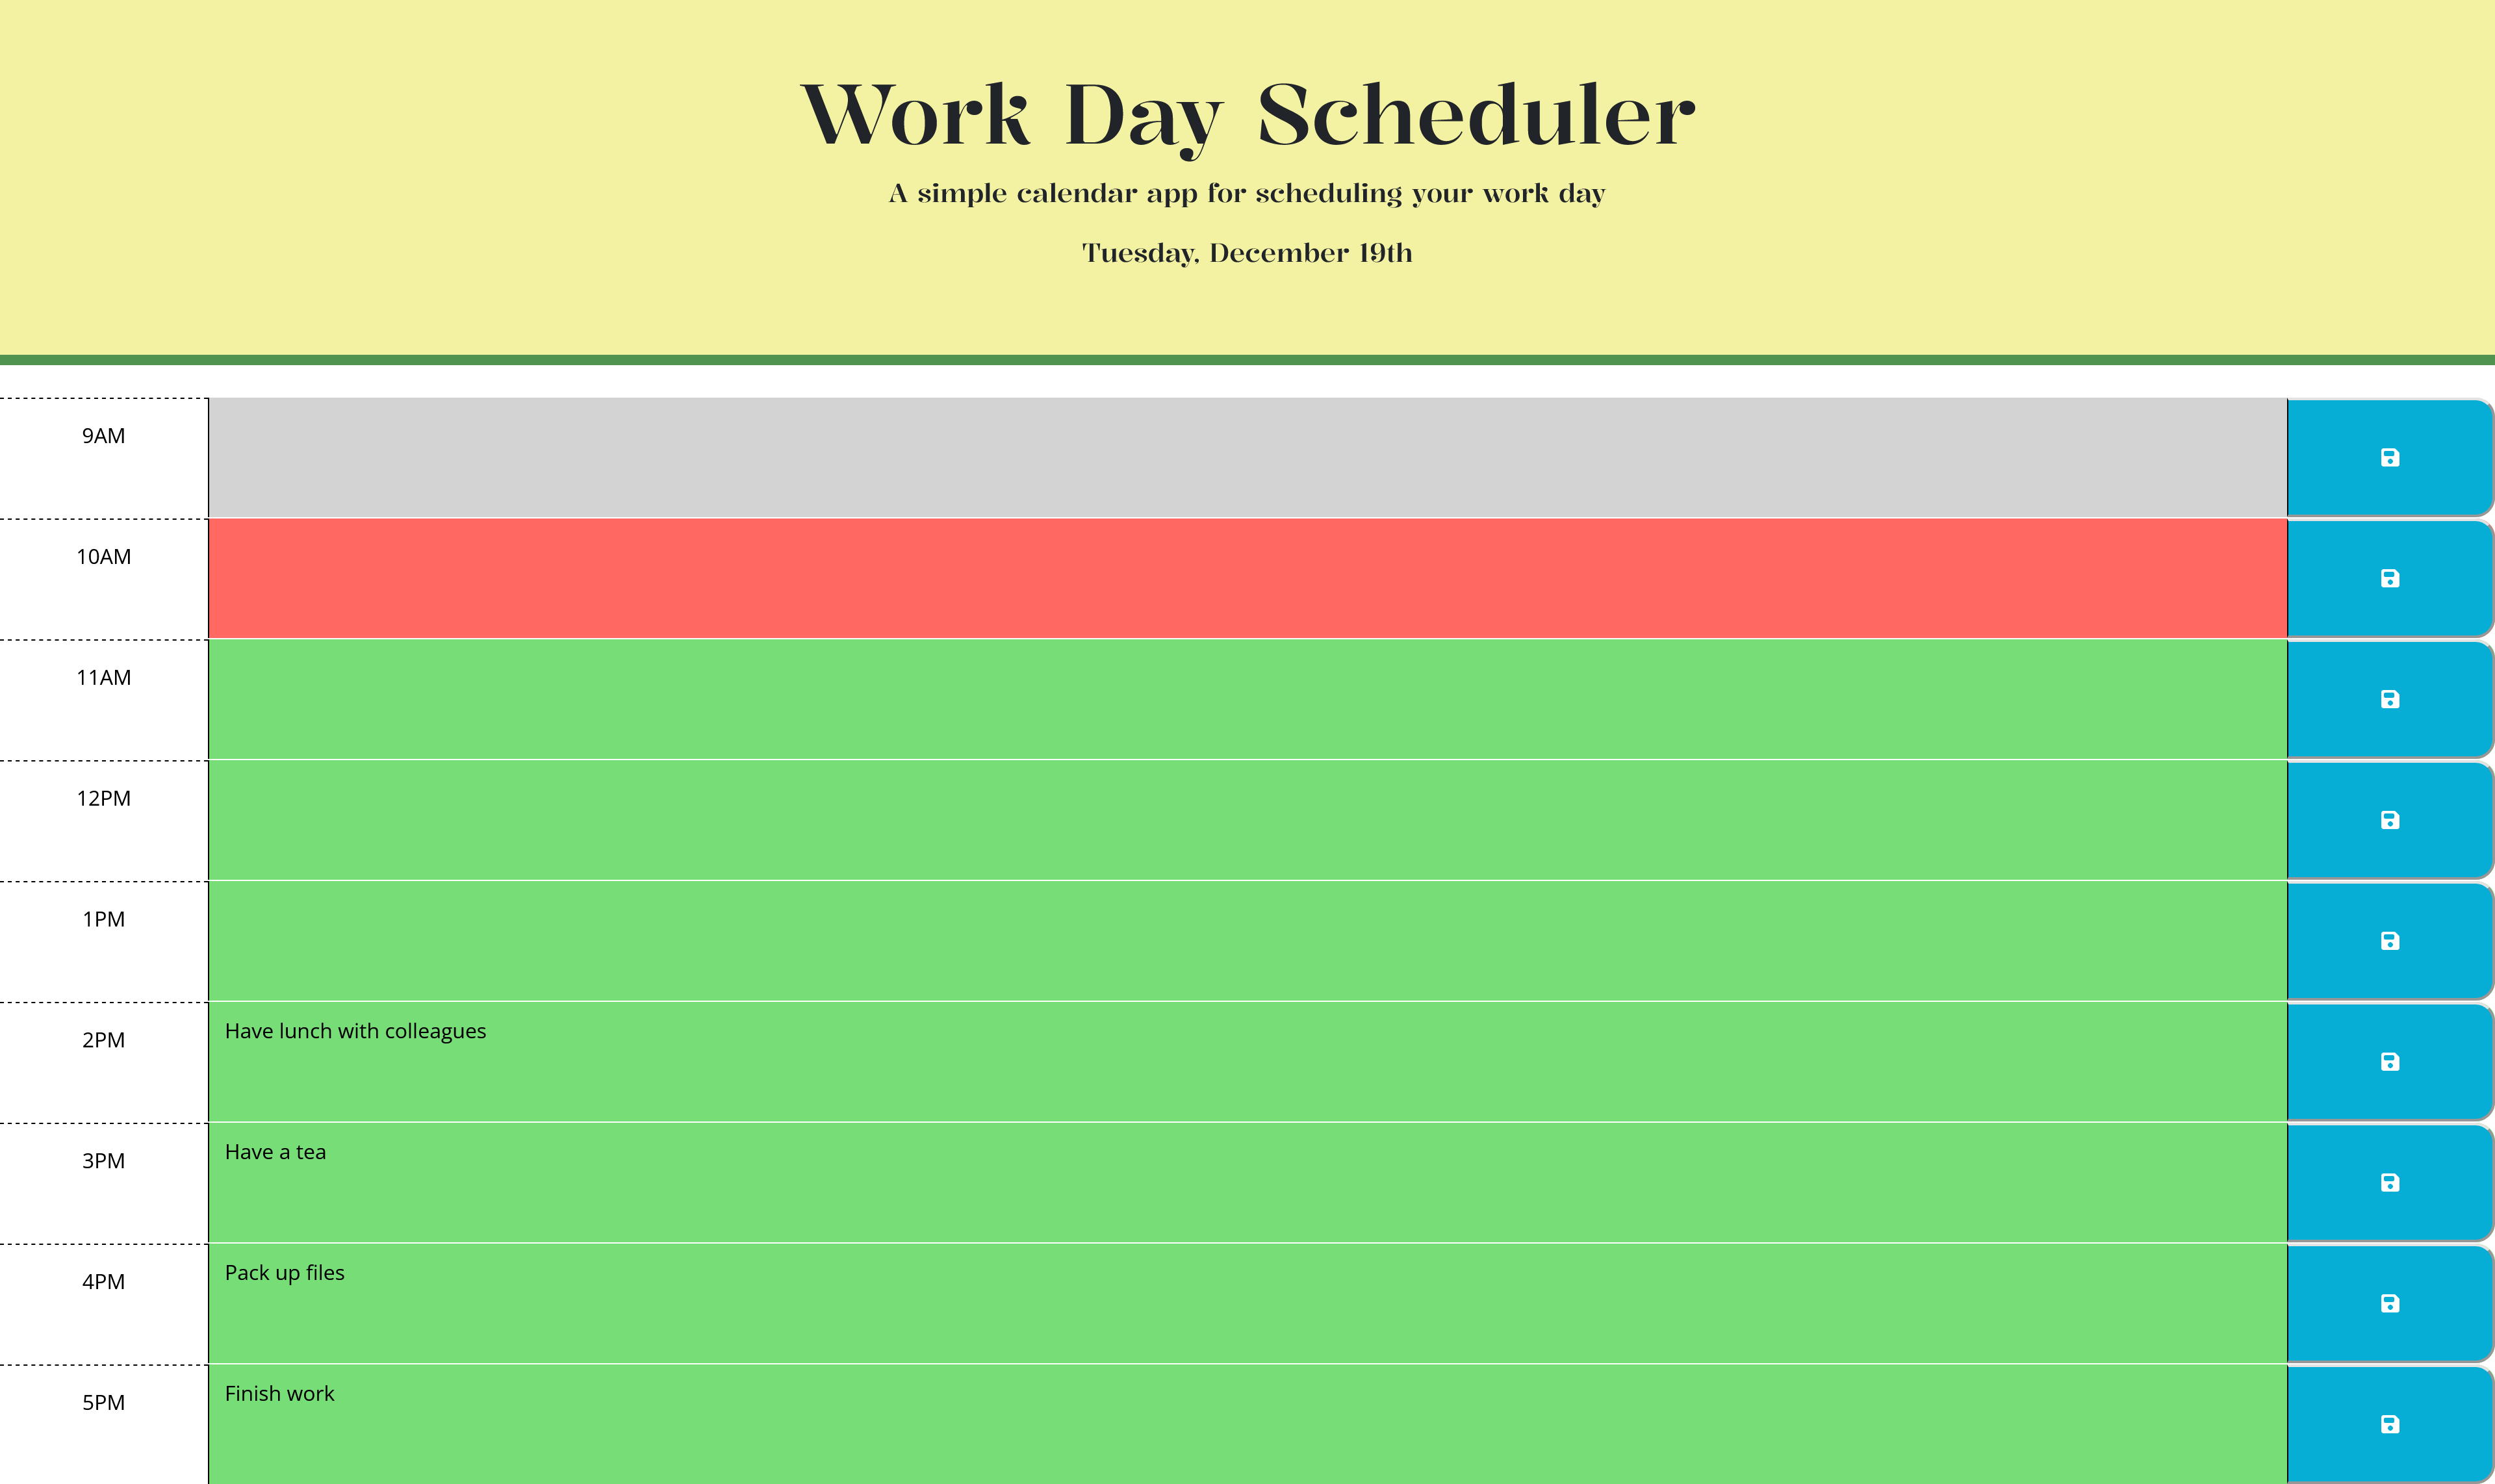 Work Day Scheduler
A simple calendar app for scheduling your work day
Tuesday, December 19th
9AM
10AM
11AM
12PM
1PM
2PM
Have lunch with colleagues
3PM
Have a tea
4PM
Pack up files
5PM
Finish work